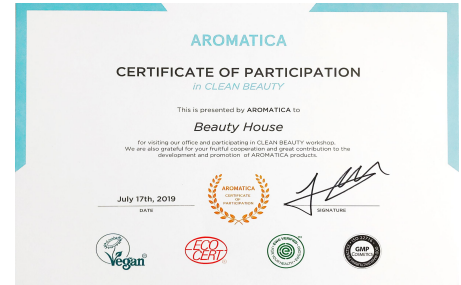 AROMATICA
CERTIFICATE OF PARTICIPATION
in CLEAN BEAUTY
This is presented by AROMATICA to
Beauty House
for visiting our office and participating in CLEAN BEAUTY workshop.
We are also grateful for your fruitful cooperation and great contribution to the
development and promotion of AROMATICA products.
July 17th, 2019
DATE
AROMATICA
CERTIFICATE
OF
PARTICIPATION
SIGNATURE
Vegan
ECO
CERT
EWG VERIFIED
GMP
COSMETICS